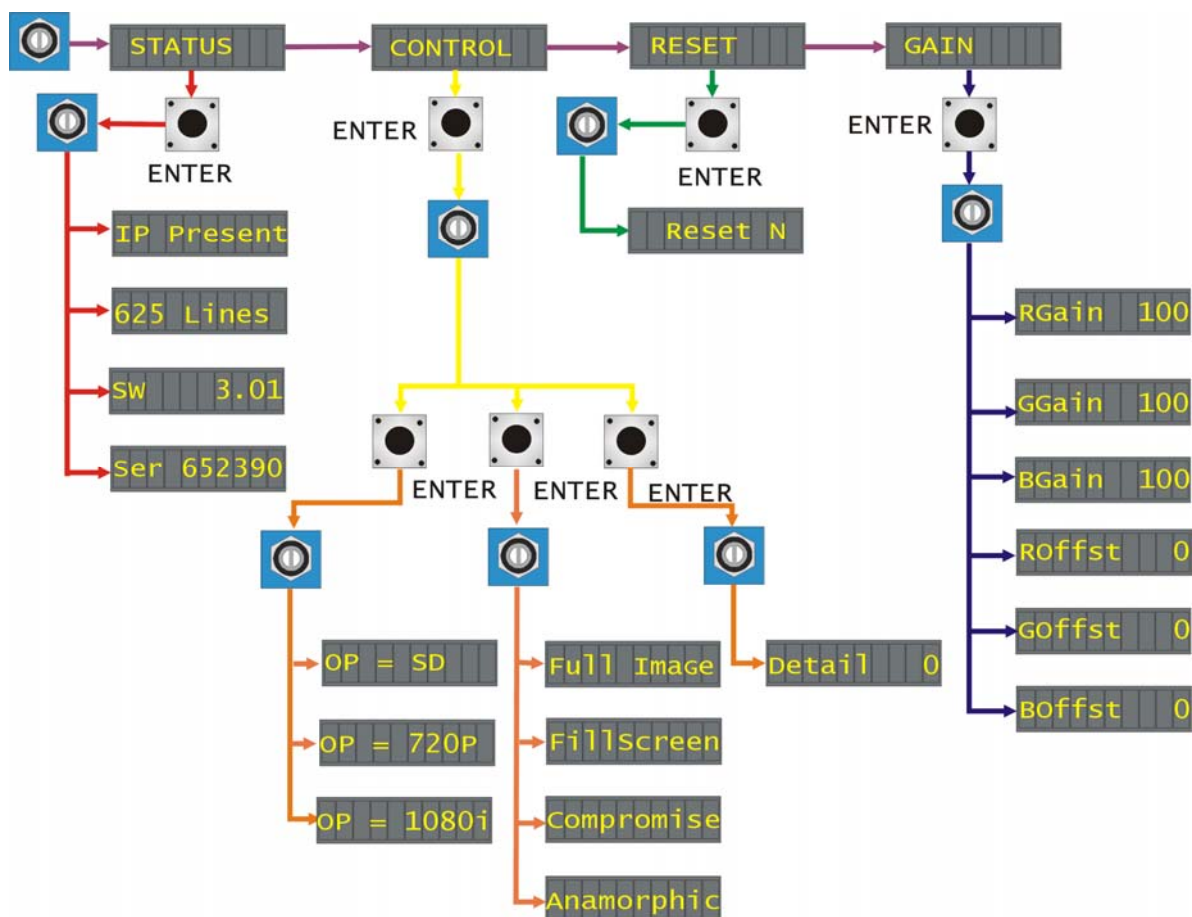 STATUS
CONTROL
RESET
GAIN
ENTER
ENTER
ENTER
ENTER
IP Present
625 Lines
SW 3.01
Ser 652390
Reset N
RGain 100
GGain 100
BGain 100
ROffst 0
GOffst 0
BOffst 0
ENTER
ENTER
ENTER
OP = SD
OP = 720P
OP = 1080i
Full Image
FillScreen
Compromise
Anamorphic
Detail 0